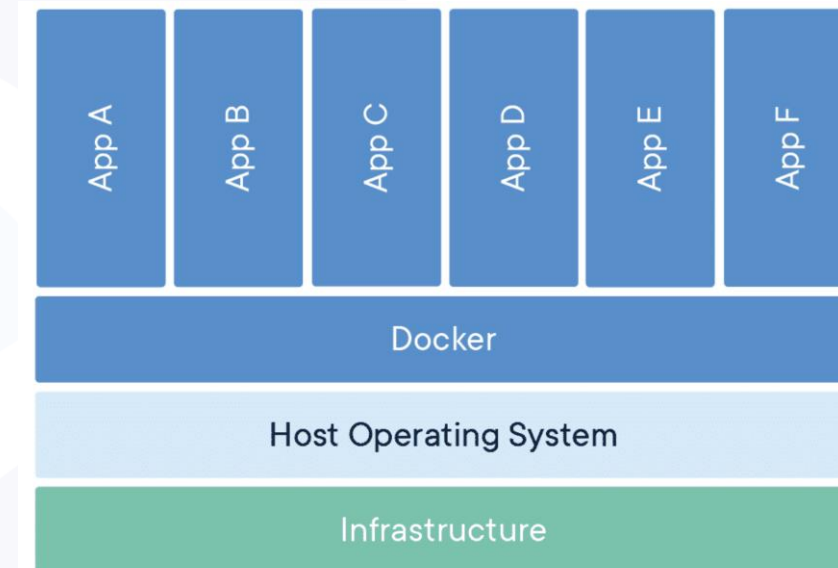 App A
App B
App C
App D
App E
App F
Docker
Host Operating System
Infrastructure